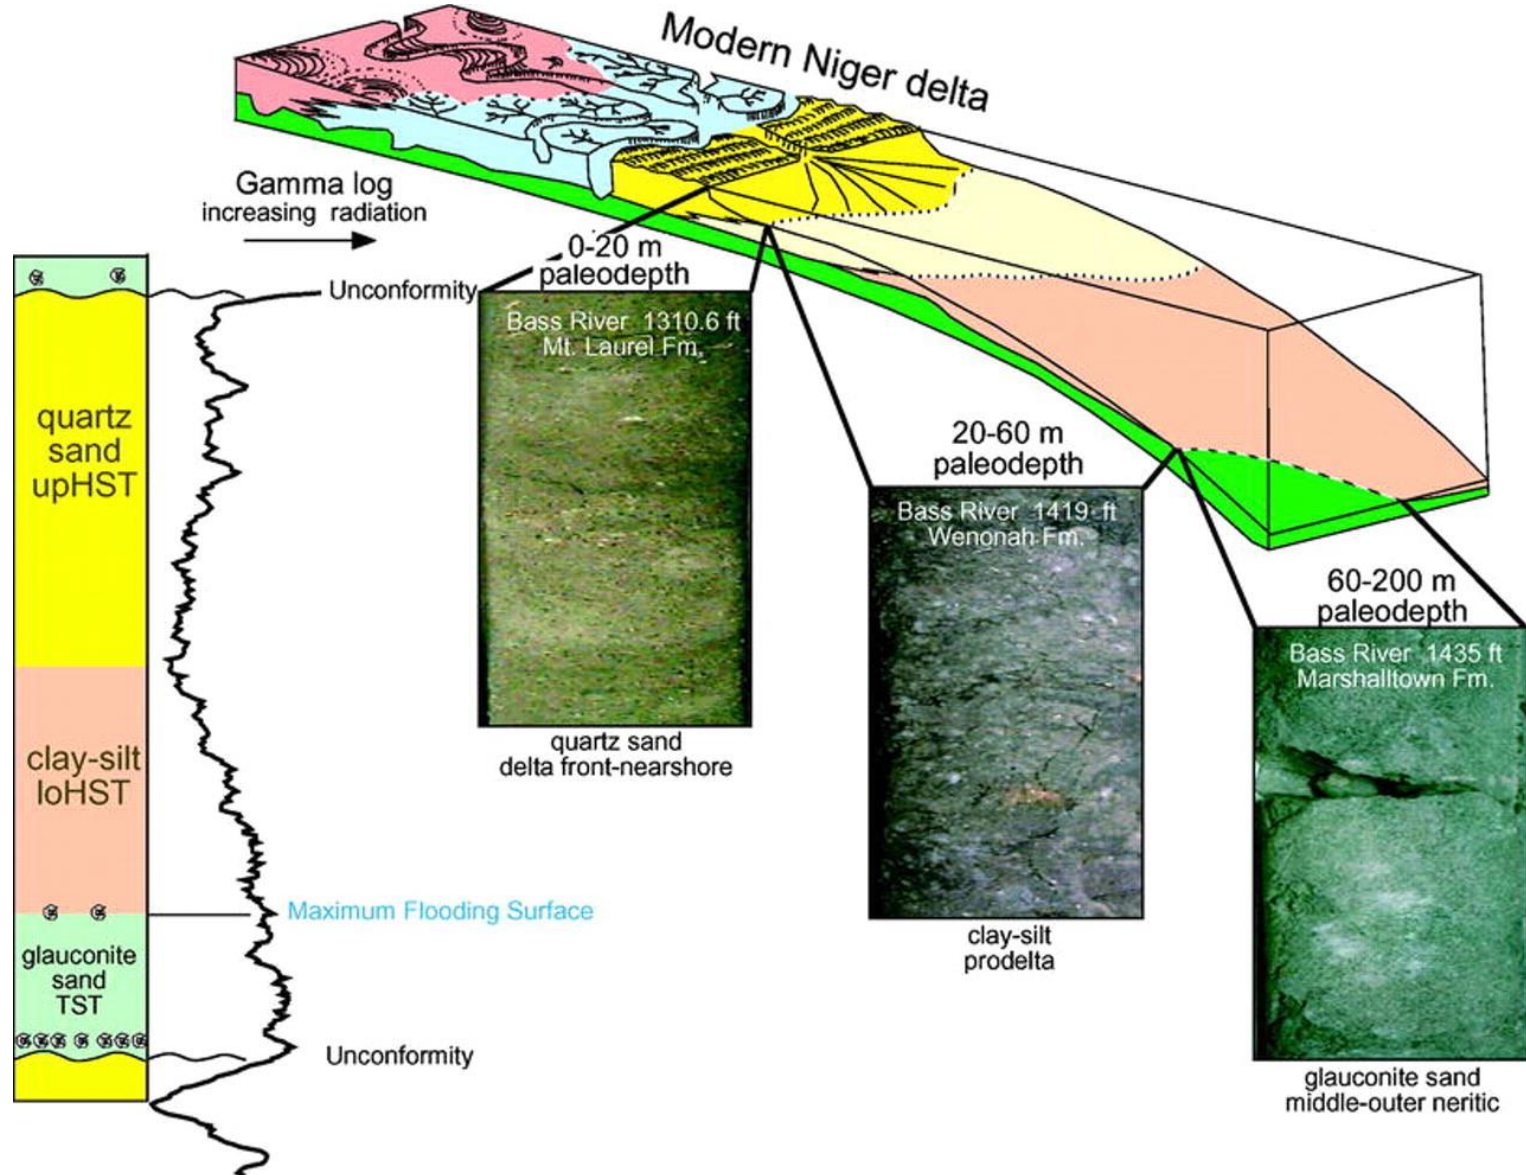 Modern Niger delta
Gamma log
increasing radiation
0-20 m
paleodepth
Unconformity
Bass River 1310.6 ft
Mt. Laurel Fm.
quartz
sand
upHST
20-60 m
paleodepth
Bass River 1419 ft
Wenonah Fm.
60-200 m
paleodepth
Bass River 1435 ft
Marshalltown Fm.
quartz sand
delta front-nearshore
clay-silt
loHST
Maximum Flooding Surface
clay-silt
prodelta
glauconite
sand
TST
Unconformity
glauconite sand
middle-outer neritic